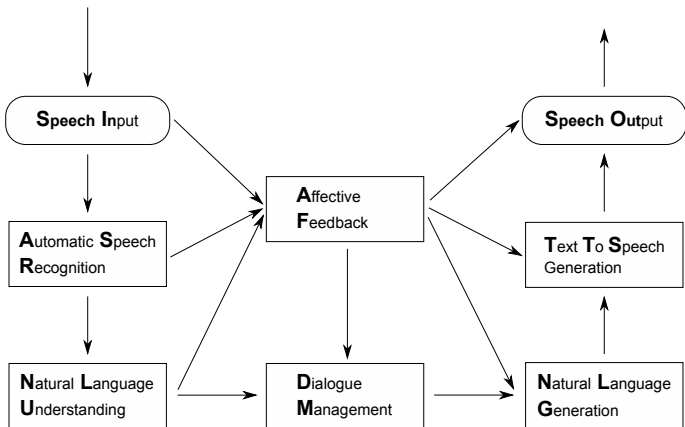 Speech Input
Speech Output
Affective
Feedback
Automatic Speech
Recognition
Text To Speech
Generation
Natural Language
Understanding
Dialogue
Management
Natural Language
Generation